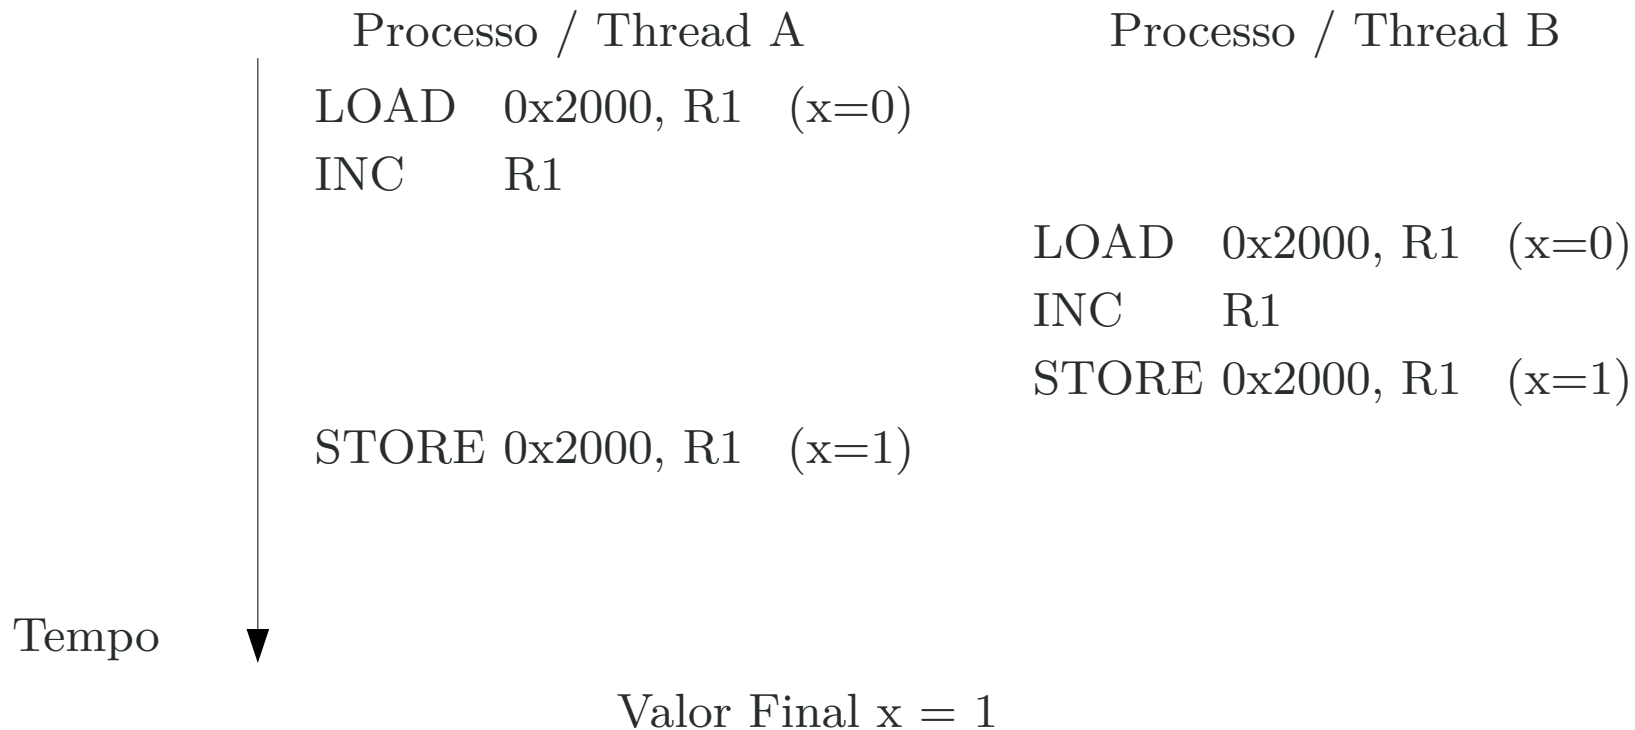 Processo / Thread A Processo / Thread B
LOAD 0x2000, R1 (x=0)
INC R1
LOAD 0x2000, R1 (x=0)
INC R1
STORE 0x2000, R1 (x=1)
STORE 0x2000, R1 (x=1)
Tempo
Valor Final x = 1